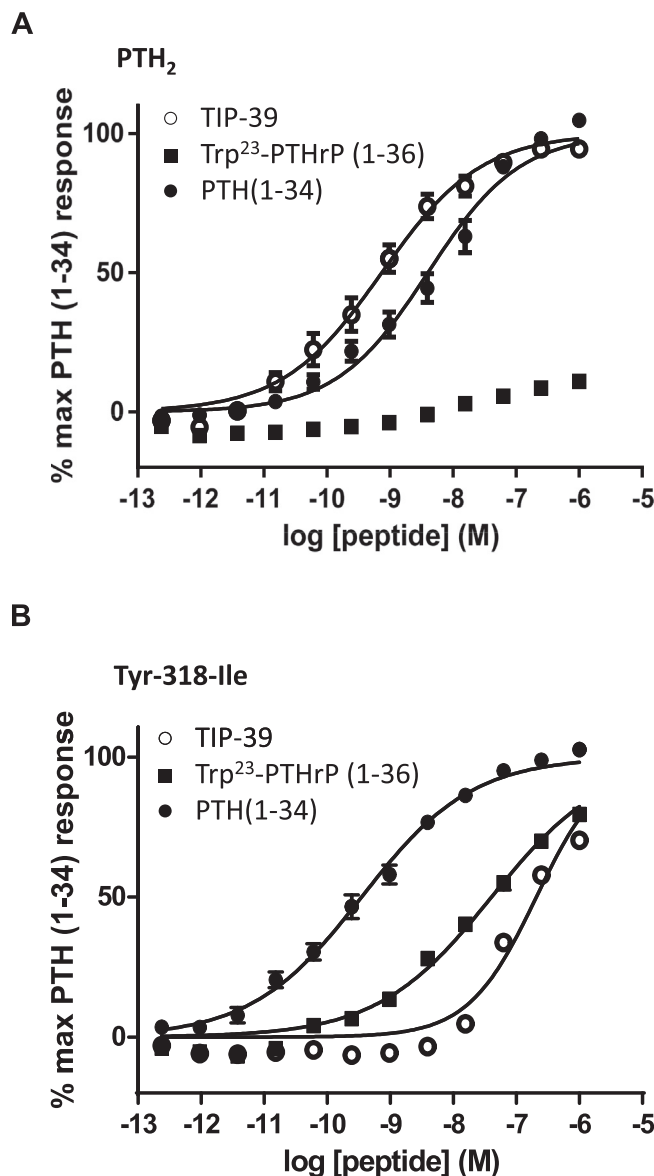 A
PTH₂
TIP-39
Trp²³-PTHrP (1-36)
PTH(1-34)
% max PTH (1-34) response
100
50
0
-13 -12 -11 -10 -9 -8 -7 -6 -5
log [peptide] (M)
B
Tyr-318-Ile
TIP-39
Trp²³-PTHrP (1-36)
PTH(1-34)
% max PTH (1-34) response
100
50
0
-13 -12 -11 -10 -9 -8 -7 -6 -5
log [peptide] (M)